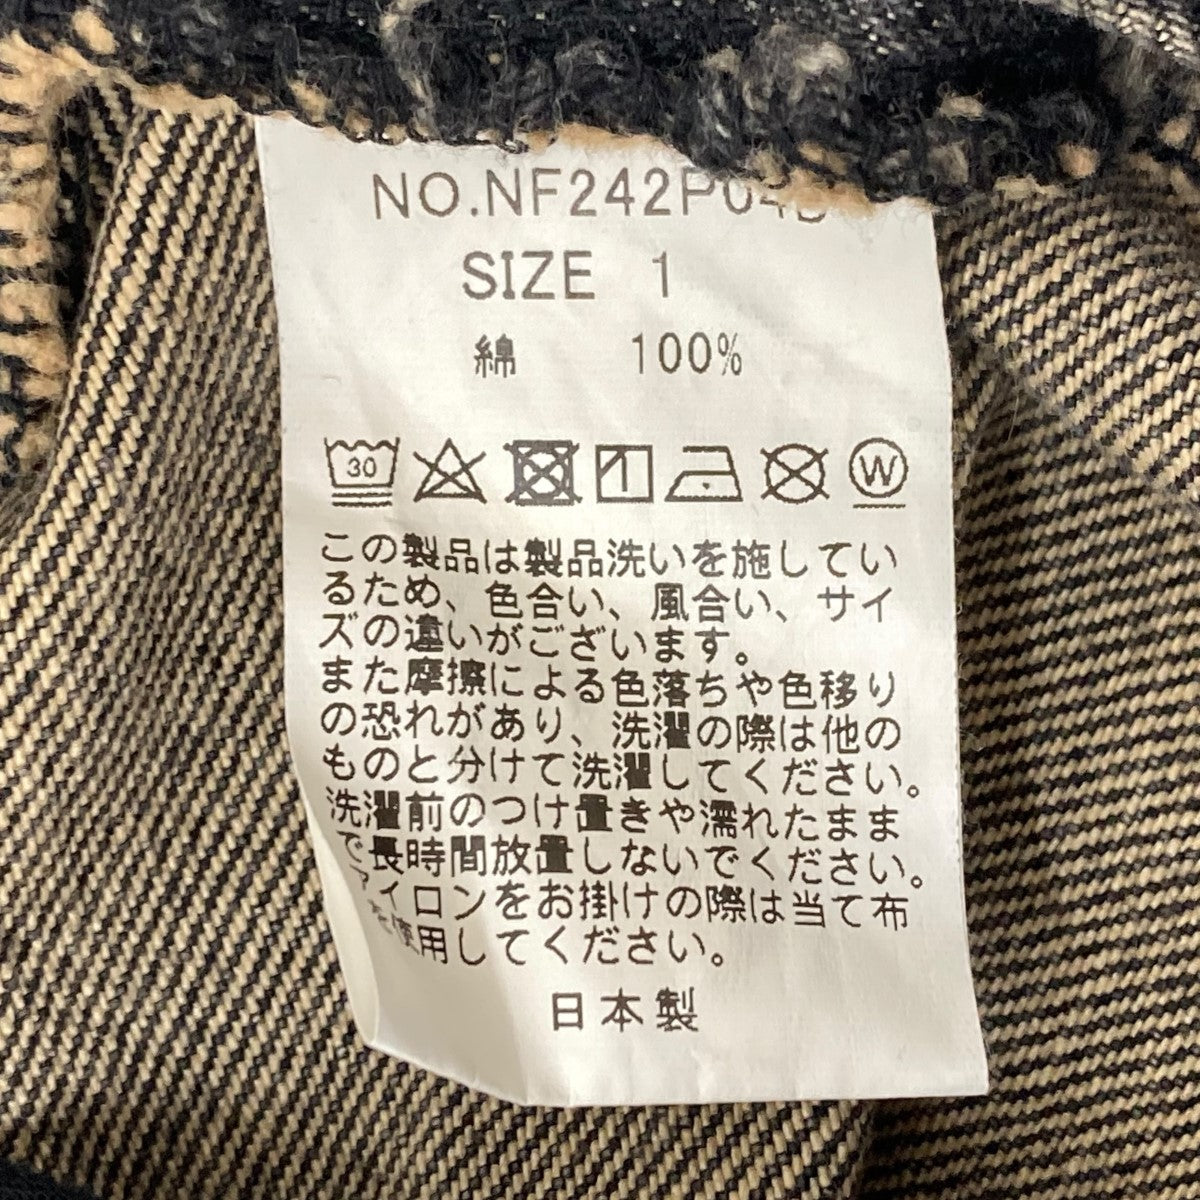 SIZE 1
綿 100%
30
W
この製品は製品洗いを施してい
るため、色合い、風合い、サイ
ズの違いがございます。
また摩擦による色落ちや色移り
の恐れがあり、洗濯の際は他の
ものと分けて洗濯してください。
洗濯前のつけ置きや濡れたまま
で長時間放置しないでください。
アイロンをお掛けの際は当て布
を使用してください。
日本製